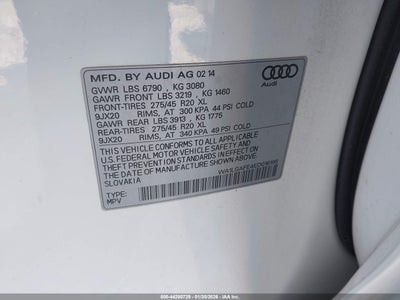 MFD. BY AUDI AG 02 14
GVWR LBS 6790 , KG 3080
GAWR FRONT LBS 3219 , KG 1460
FRONT-TIRES 275/45 R20 XL
9JX20 RIMS, AT 300 KPA 44 PSI COLD
GAWR REAR LBS 3913 , KG 1775
REAR-TIRES 275/45 R20 XL
9JX20 RIMS, AT 340 KPA 49 PSI COLD
THIS VEHICLE CONFORMS TO ALL APPLICABLE
U.S. FEDERAL MOTOR VEHICLE SAFETY AND
THEFT PREVENTION STANDARDS IN EFFECT
ON THE DATE OF MANUFACTURE SHOWN ABOVE
SLOVAKIA
TYPE:
MPV
Audi